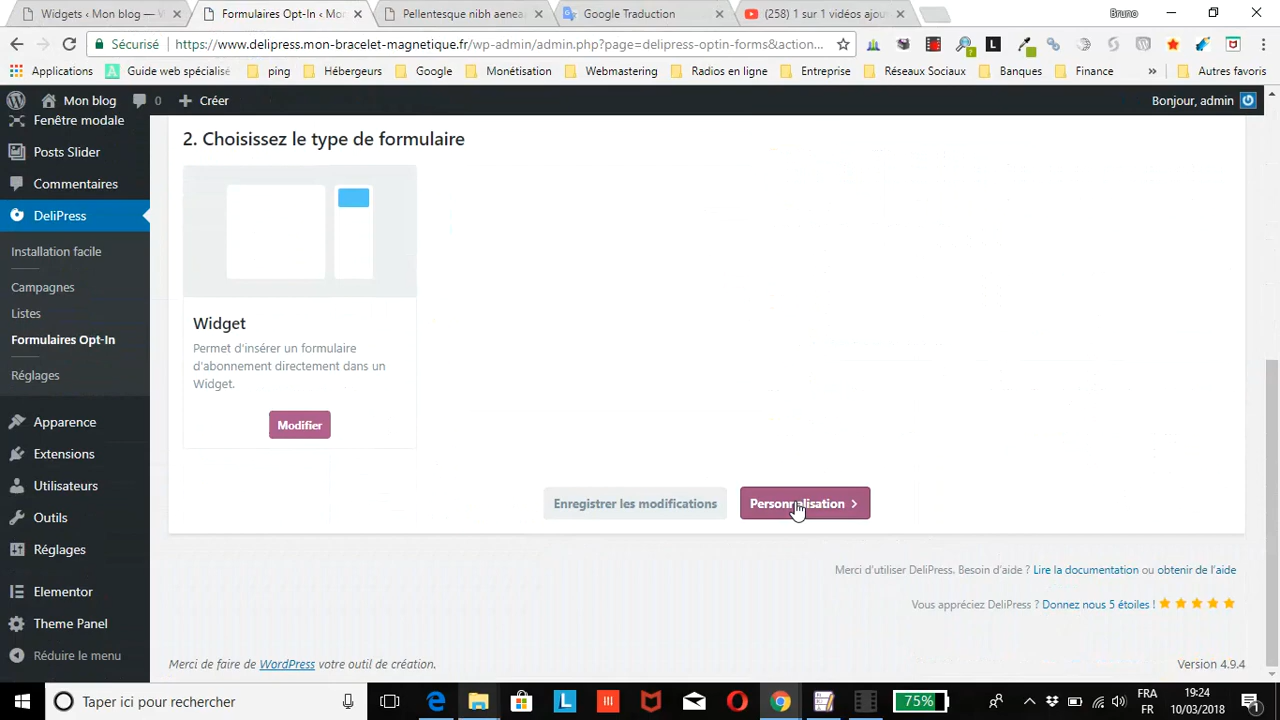 Widgets ‹ Mon blog — W
Formulaires Opt-In ‹ Mo
Pellentesque nibh aenea
Google Traduction
(258) 1 sur 1 vidéos ajou
Bruno
Sécurisé
https://www.delipress.mon-bracelet-magnetique.fr/wp-admin/admin.php?page=delipress-optin-forms&action...
Applications
Guide web spécialisé
ping
Hébergeurs
Google
Monétisation
Webmastering
Radios en ligne
Entreprise
Réseaux Sociaux
Banques
Finance
Autres favoris
Mon blog
0
Créer
Bonjour, admin
Fenêtre modale
Posts Slider
Commentaires
DeliPress
Installation facile
Campagnes
Listes
Formulaires Opt-In
Réglages
Apparence
Extensions
Utilisateurs
Outils
Réglages
Elementor
Theme Panel
Réduire le menu
2. Choisissez le type de formulaire
Widget
Permet d'insérer un formulaire
d'abonnement directement dans un
Widget.
Modifier
Enregistrer les modifications
Personnalisation
Merci d'utiliser DeliPress. Besoin d'aide ? Lire la documentation ou obtenir de l'aide
Vous appréciez DeliPress ? Donnez nous 5 étoiles !
Merci de faire de WordPress votre outil de création.
Version 4.9.4
Taper ici pour rechercher
75%
FRA
FR
19:24
10/03/2018